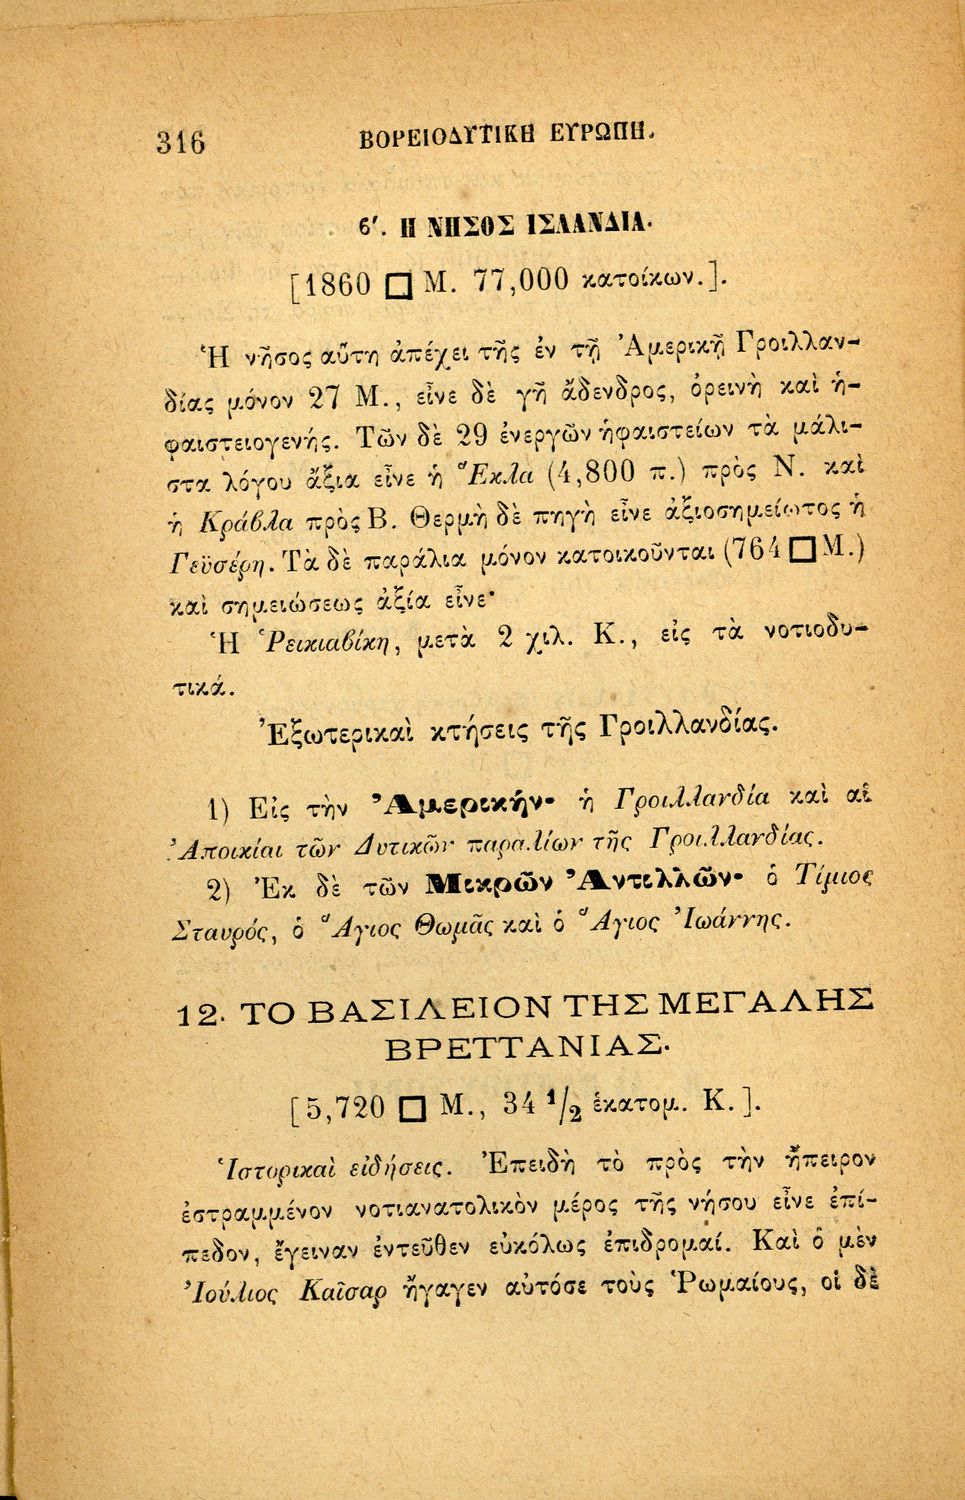 316
ΒΟΡΕΙΟΔΥΤΙΚΗ ΕΥΡΩΠΗ.
ϐ'. Η ΝΗΣΟΣ ΙΣΛΑΝΔΙΑ.
[1860 □ Μ. 77,000 κατοίκων.].
Ἡ νῆσος αὕτη ἀπέχει τῆς ἐν τῇ Ἀμερικῇ Γροιλλαν-
δίας μόνον 27 Μ., εἶνε δὲ γῆ ἄδενδρος, ὀρεινὴ καὶ ἡ-
φαιστειογενής. Τῶν δὲ 29 ἐνεργῶν ἡφαιστείων τὰ μάλι-
στα λόγου ἄξια εἶνε ἡ Ἕκλα (4,800 π.) πρὸς Ν. καὶ
ἡ Κράβλα πρὸς Β. Θερμὴ δὲ πηγὴ εἶνε ἀξιοσημείωτος ἡ
Γεϋσέρη. Τὰ δὲ παράλια μόνον κατοικοῦνται (764 □ Μ.)
καὶ σημειώσεως ἀξία εἶνε·
Ἡ Ῥεικιαβίκη, μετὰ 2 χιλ. Κ., εἰς τὰ νοτιοδυ-
τικά.
Ἐξωτερικαὶ κτήσεις τῆς Γροιλλανδίας.
1) Εἰς τὴν Ἀμερικήν· ἡ Γροιλλανδία καὶ αἱ
Ἀποικίαι τῶν Δυτικῶν παραλίων τῆς Γροιλλανδίας.
2) Ἐκ δὲ τῶν Μικρῶν Ἀντιλλῶν· ὁ Τίμιος
Σταυρός, ὁ Ἅγιος Θωμᾶς καὶ ὁ Ἅγιος Ἰωάννης.
12. ΤΟ ΒΑΣΙΛΕΙΟΝ ΤΗΣ ΜΕΓΑΛΗΣ
ΒΡΕΤΤΑΝΙΑΣ.
[5,720 □ Μ., 34 1/2 ἑκατομ. Κ.].
Ἱστορικαὶ εἰδήσεις. Ἐπειδὴ τὸ πρὸς τὴν ἤπειρον
ἐστραμμένον νοτιανατολικὸν μέρος τῆς νήσου εἶνε ἐπί-
πεδον, ἔγειναν ἐντεῦθεν εὐκόλως ἐπιδρομαί. Καὶ ὁ μὲν
Ἰούλιος Καῖσαρ ἤγαγεν αὐτόσε τοὺς Ῥωμαίους, οἱ δὲ